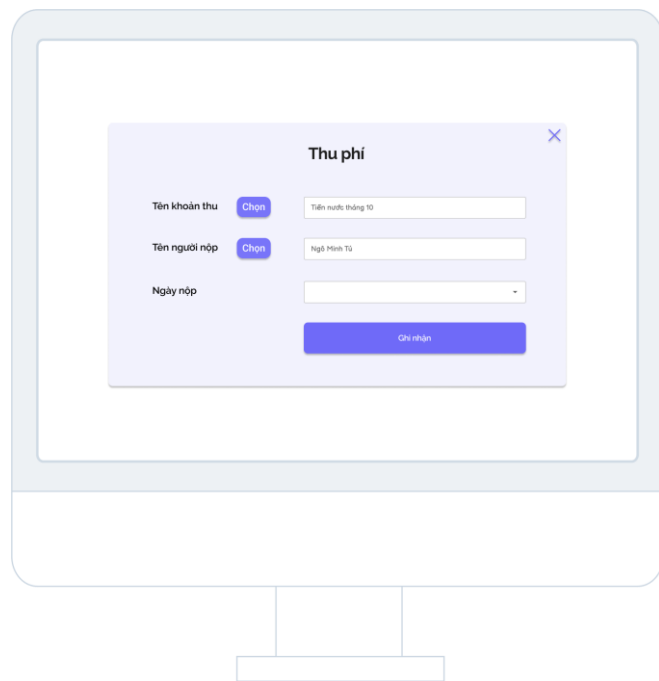 Thu phí
Tên khoản thu Chọn Tiền nước tháng 10
Tên người nộp Chọn Ngô Minh Tú
Ngày nộp
Ghi nhận